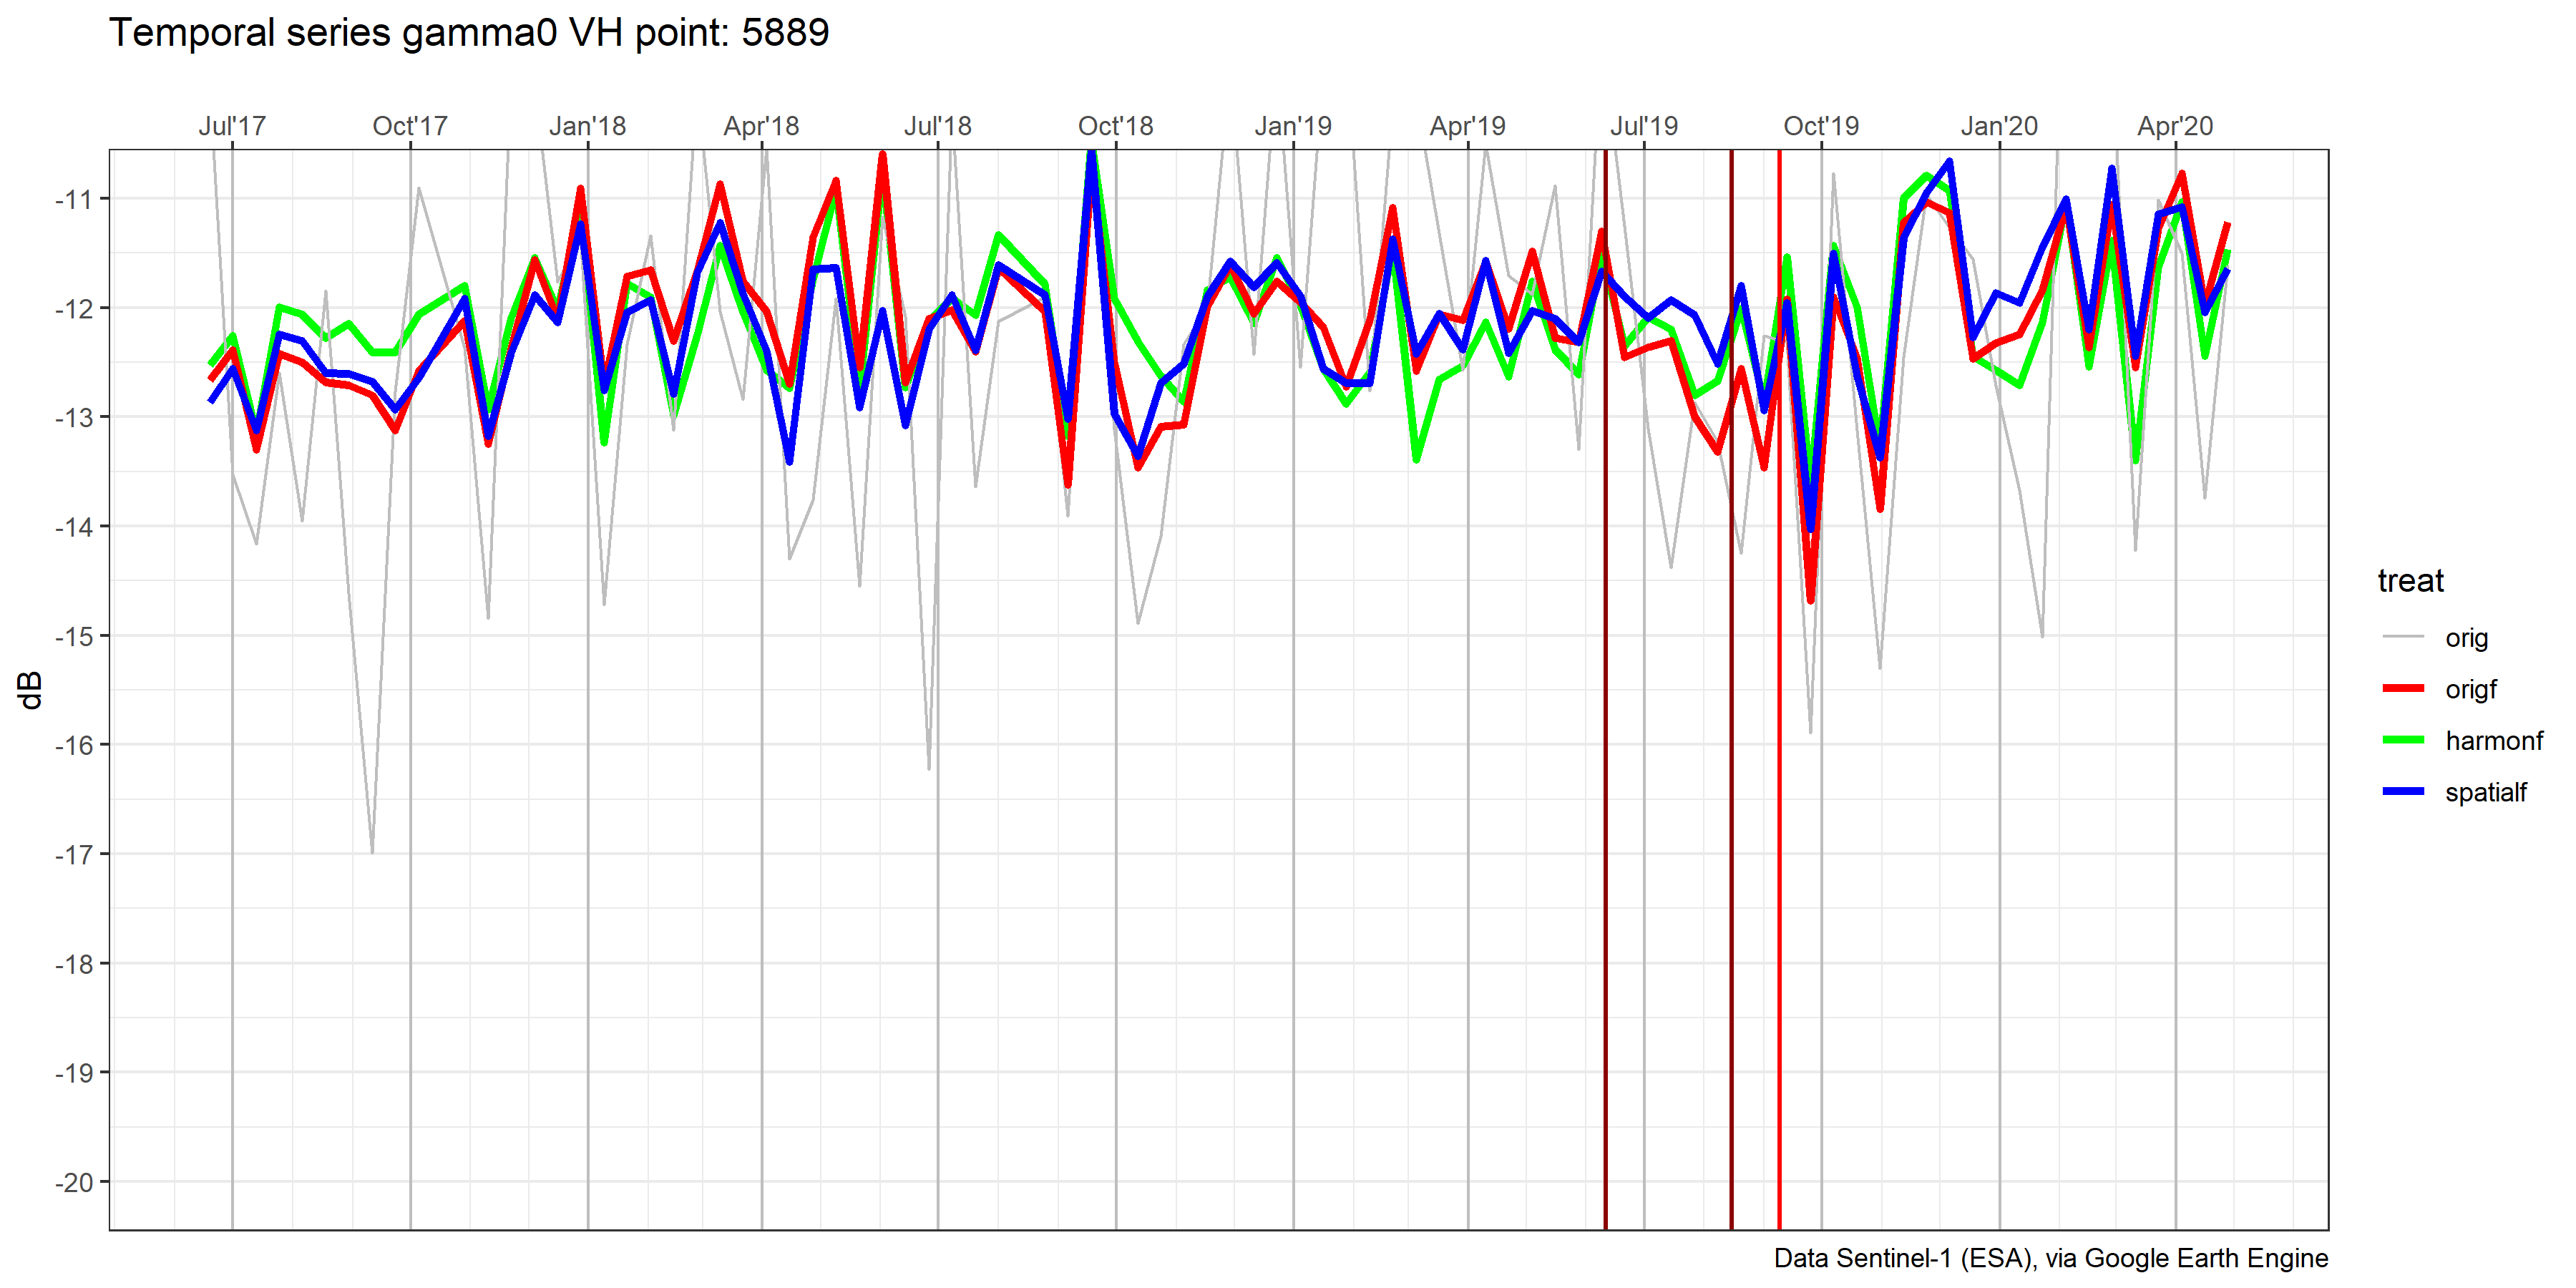 Temporal series gamma0 VH point: 5889
Jul'17 Oct'17 Jan'18 Apr'18 Jul'18 Oct'18 Jan'19 Apr'19 Jul'19 Oct'19 Jan'20 Apr'20
-11
-12
-13
-14
-15
-16
-17
-18
-19
-20
dB
treat
orig
origf
harmonf
spatialf
Data Sentinel-1 (ESA), via Google Earth Engine